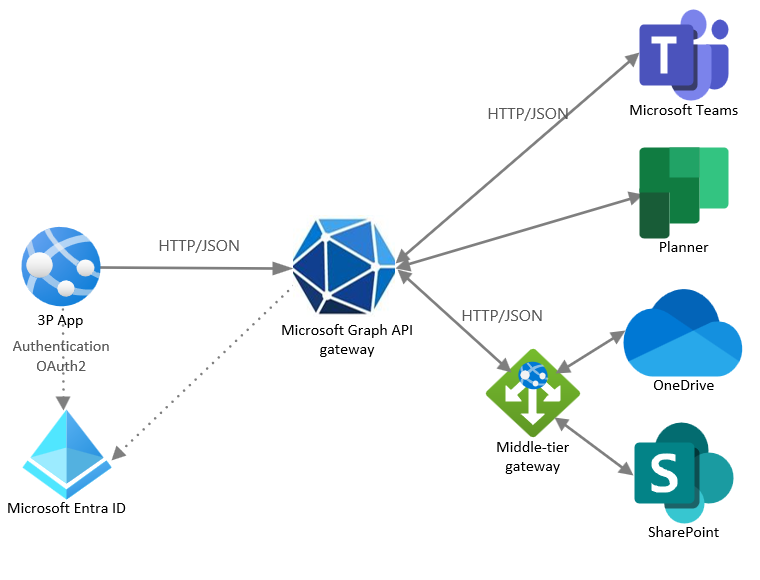 HTTP/JSON
T
Microsoft Teams
Planner
HTTP/JSON
3P App
Authentication
OAuth2
Microsoft Graph API
gateway
HTTP/JSON
OneDrive
Middle-tier
gateway
S
SharePoint
Microsoft Entra ID